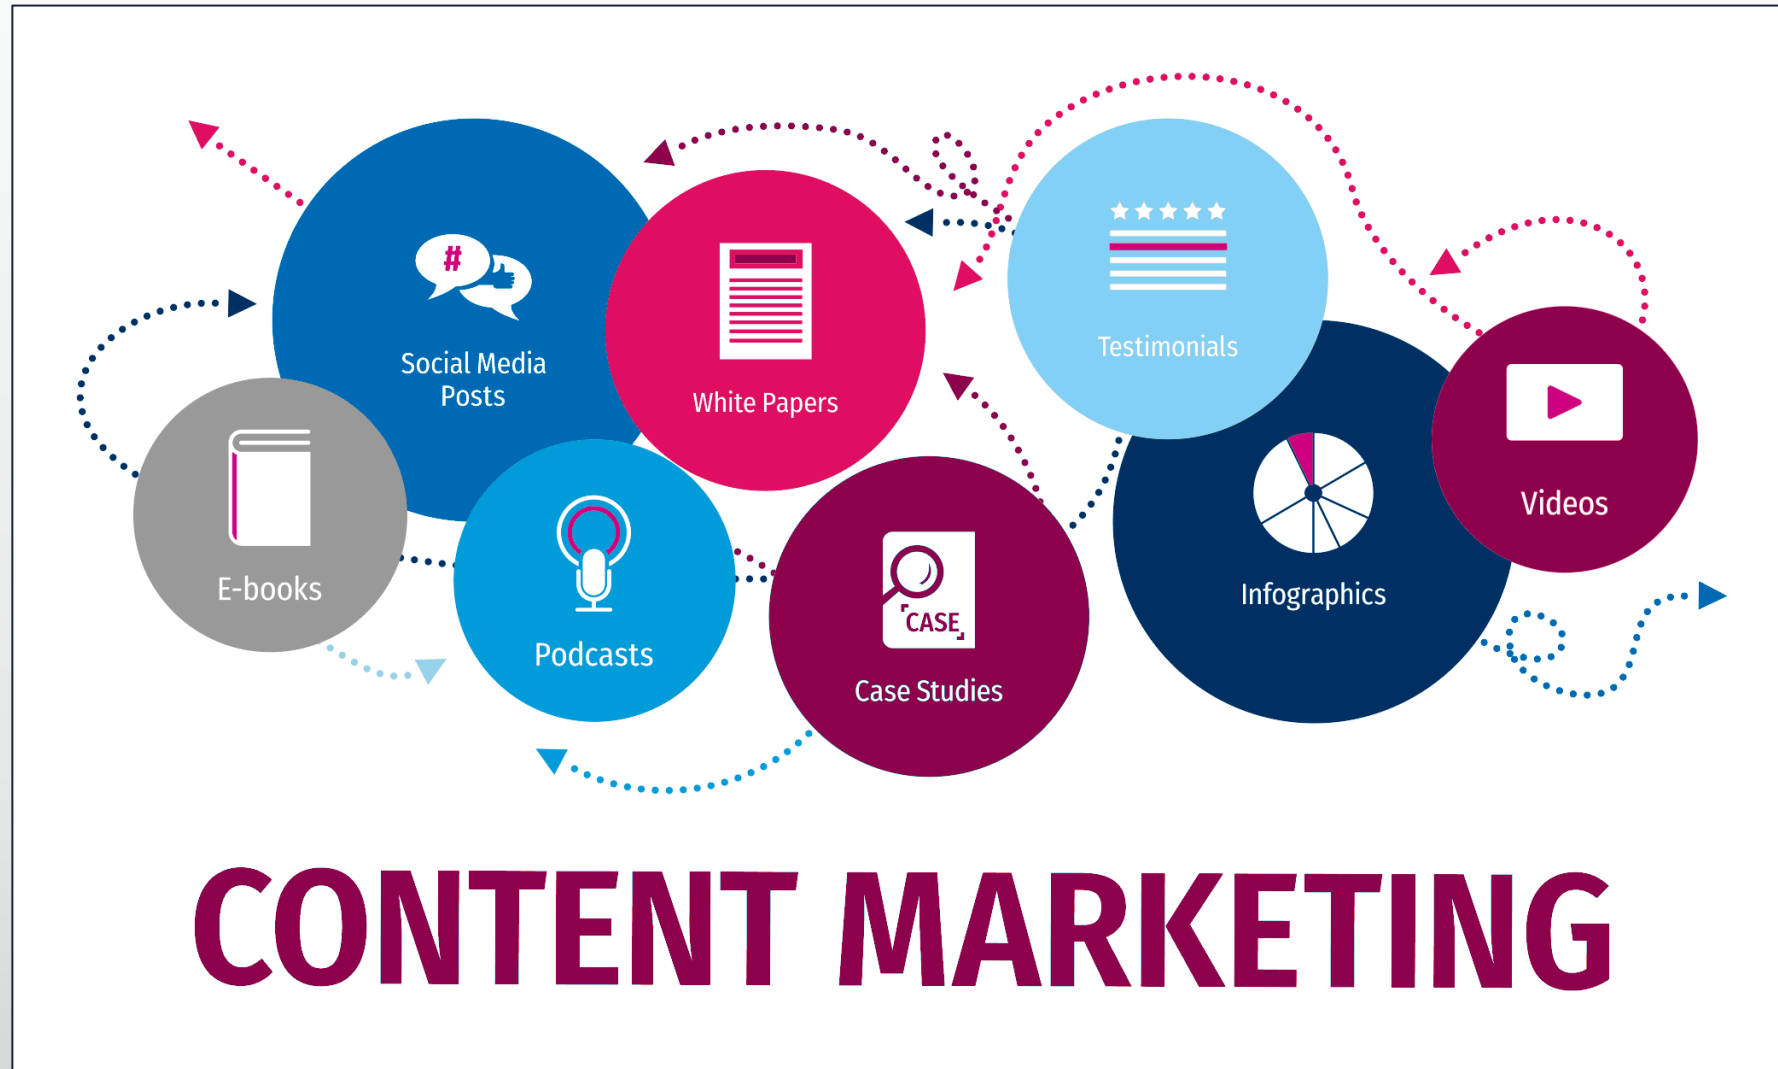 #
Social Media
Posts
White Papers
Testimonials
E-books
Podcasts
CASE
Case Studies
Infographics
Videos
CONTENT MARKETING